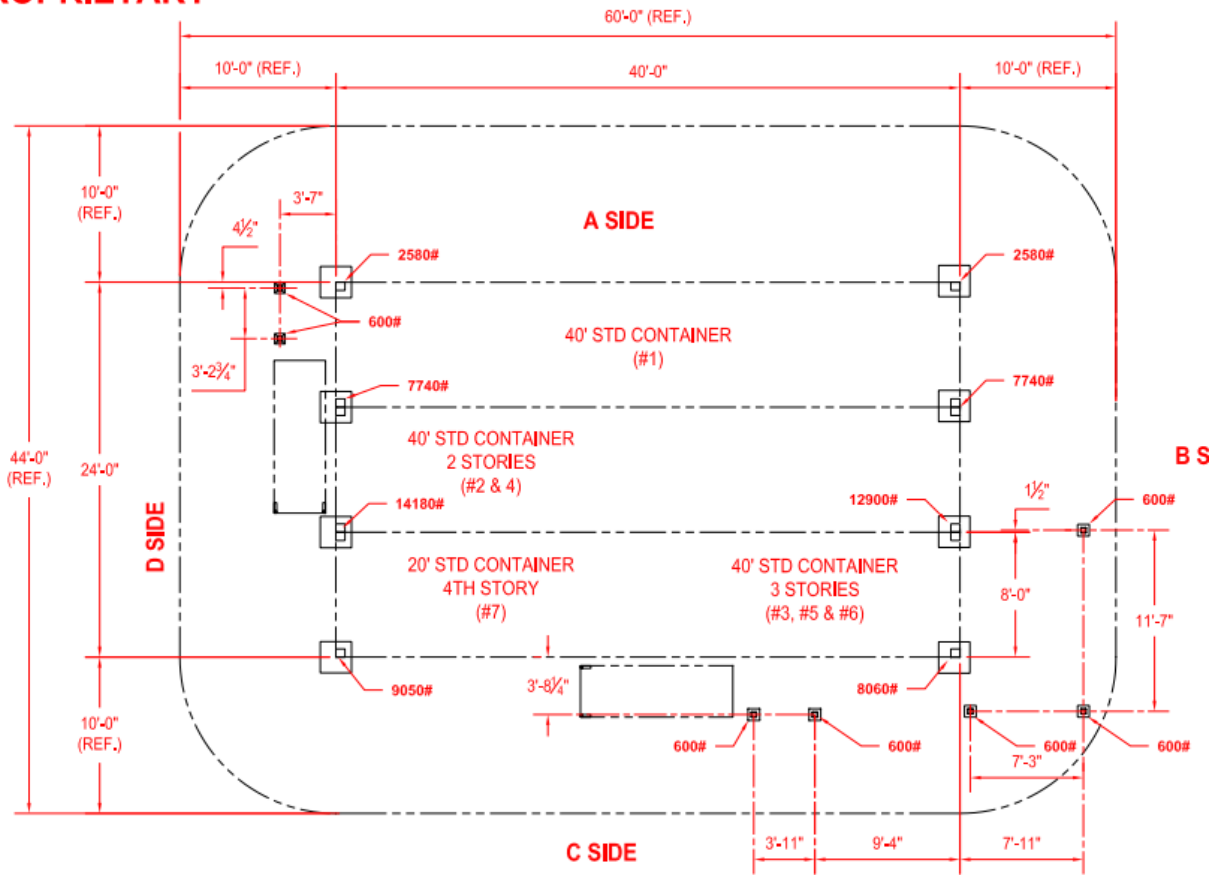 60'-0" (REF.)
10'-0" (REF.)
40'-0"
10'-0" (REF.)
10'-0"
(REF.)
3'-7"
4½"
A SIDE
2580#
2580#
600#
40' STD CONTAINER
(#1)
3'-2¾"
7740#
7740#
44'-0"
(REF.)
24'-0"
40' STD CONTAINER
2 STORIES
(#2 & 4)
B S
1½"
14180#
12900#
600#
D SIDE
20' STD CONTAINER
4TH STORY
(#7)
40' STD CONTAINER
3 STORIES
(#3, #5 & #6)
8'-0"
11'-7"
3'-8¼"
9050#
8060#
10'-0"
(REF.)
600#
600#
600#
600#
7'-3"
C SIDE
3'-11"
9'-4"
7'-11"